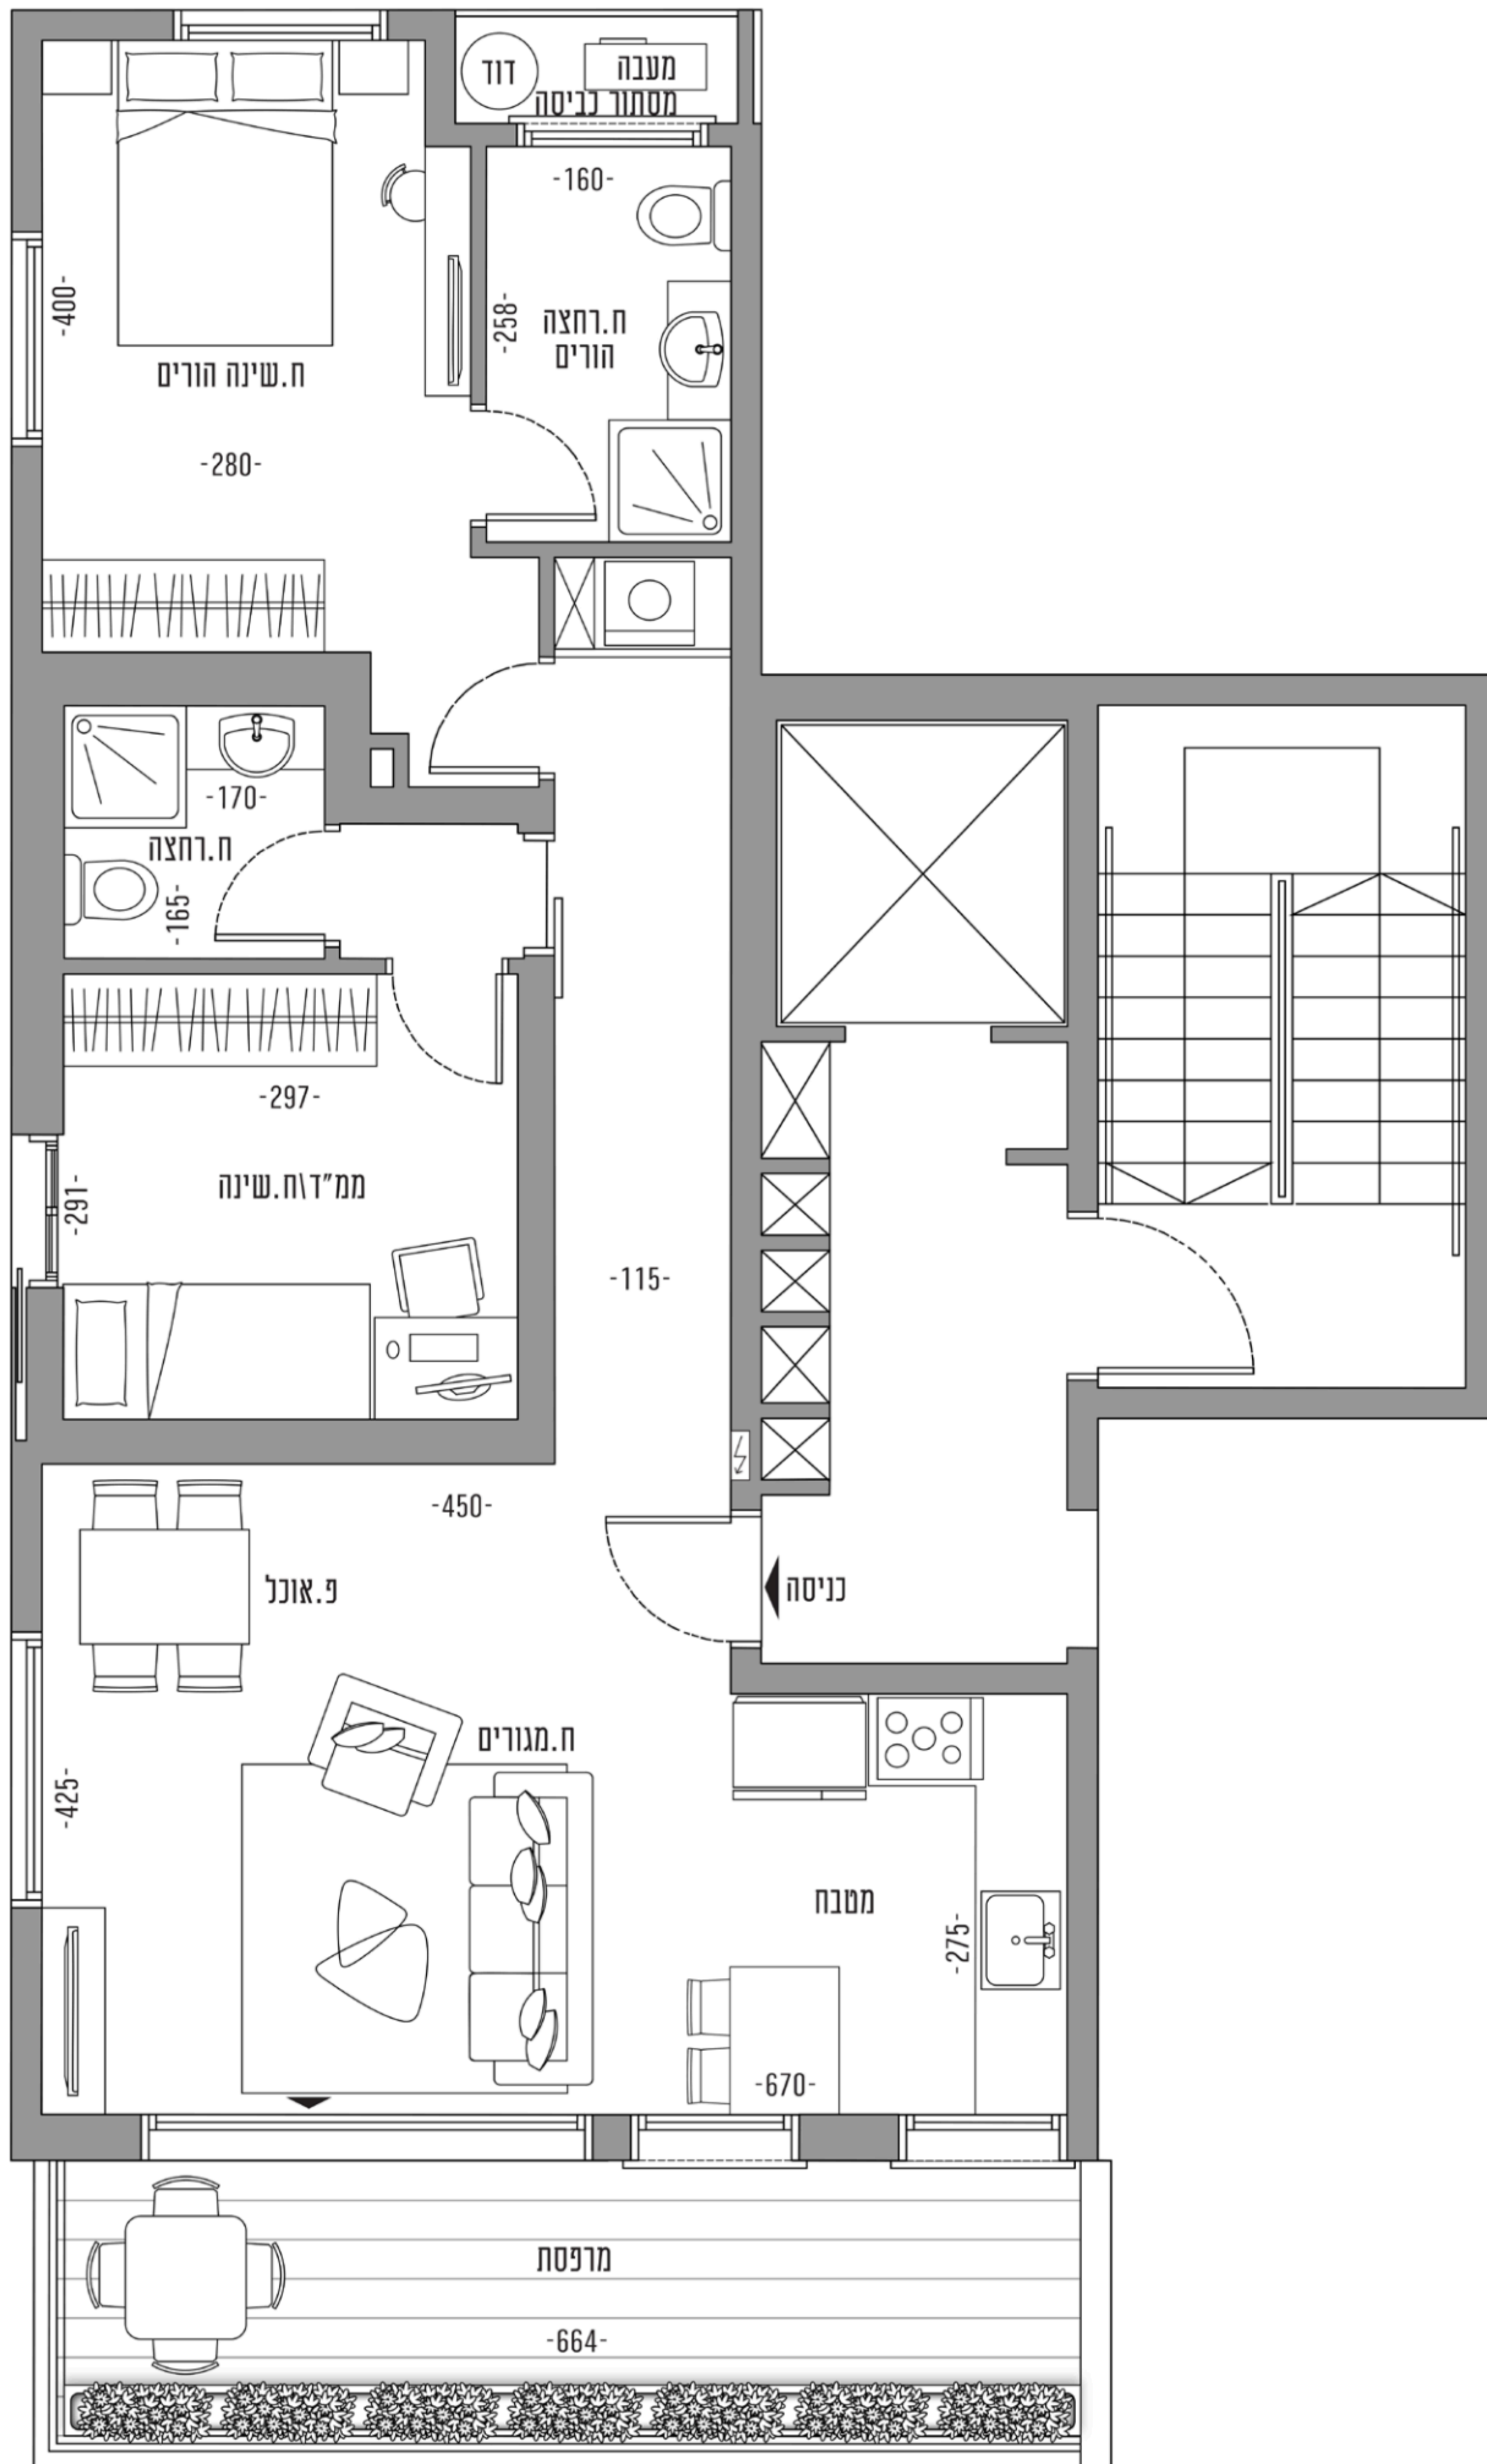 דוד
מעבה
מסתור כביסה
-160-
-400-
-258-
ח.רחצה
הורים
ח.שינה הורים
-280-
-170-
ח.רחצה
-165-
-297-
ממ"ד\ח.שינה
-291-
-115-
-450-
פ.אוכל
כניסה
ח.מגורים
-425-
מטבח
-275-
-670-
מרפסת
-664-